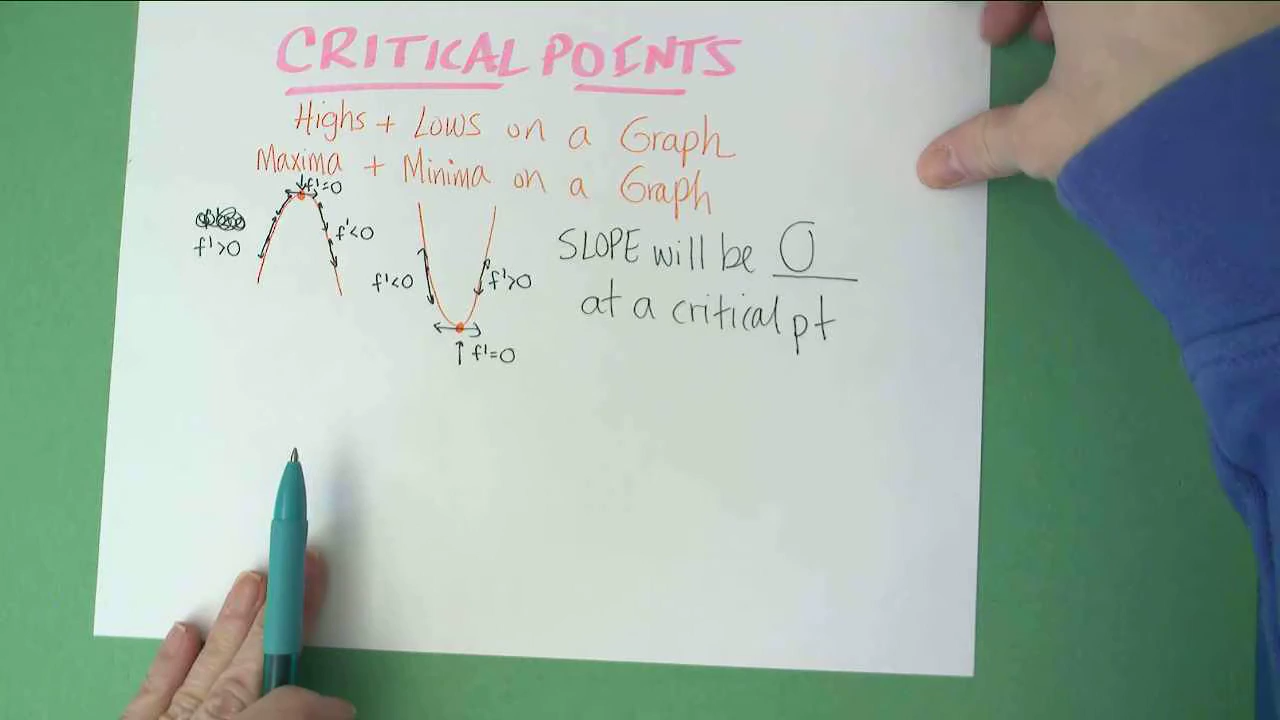 CRITICAL POINTS
Highs + Lows on a Graph
Maxima + Minima on a Graph
f'=0
f'>0
f'<0
f'<0
f'>0
f'=0
SLOPE will be 0
at a critical pt